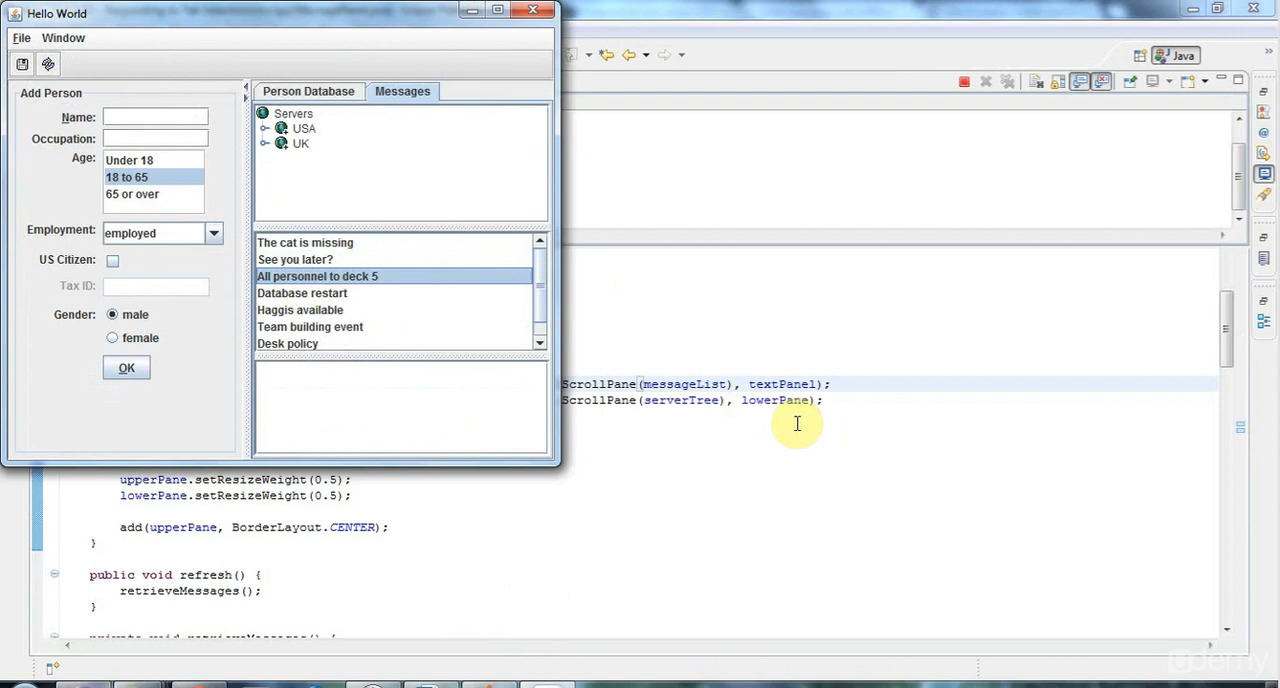 Hello World
File Window
Java
Add Person
Name:
Occupation:
Age:
Under 18
18 to 65
65 or over
Employment:
employed
US Citizen:
Tax ID:
Gender:
male
female
OK
Person Database Messages
Servers
USA
UK
The cat is missing
See you later?
All personnel to deck 5
Database restart
Haggis available
Team building event
Desk policy
ScrollPane(messageList), textPanel);
ScrollPane(serverTree), lowerPane);
upperPane.setResizeWeight(0.5);
lowerPane.setResizeWeight(0.5);
add(upperPane, BorderLayout.CENTER);
}
public void refresh() {
retrieveMessages();
}
private void retrieveMessages() {
udemy